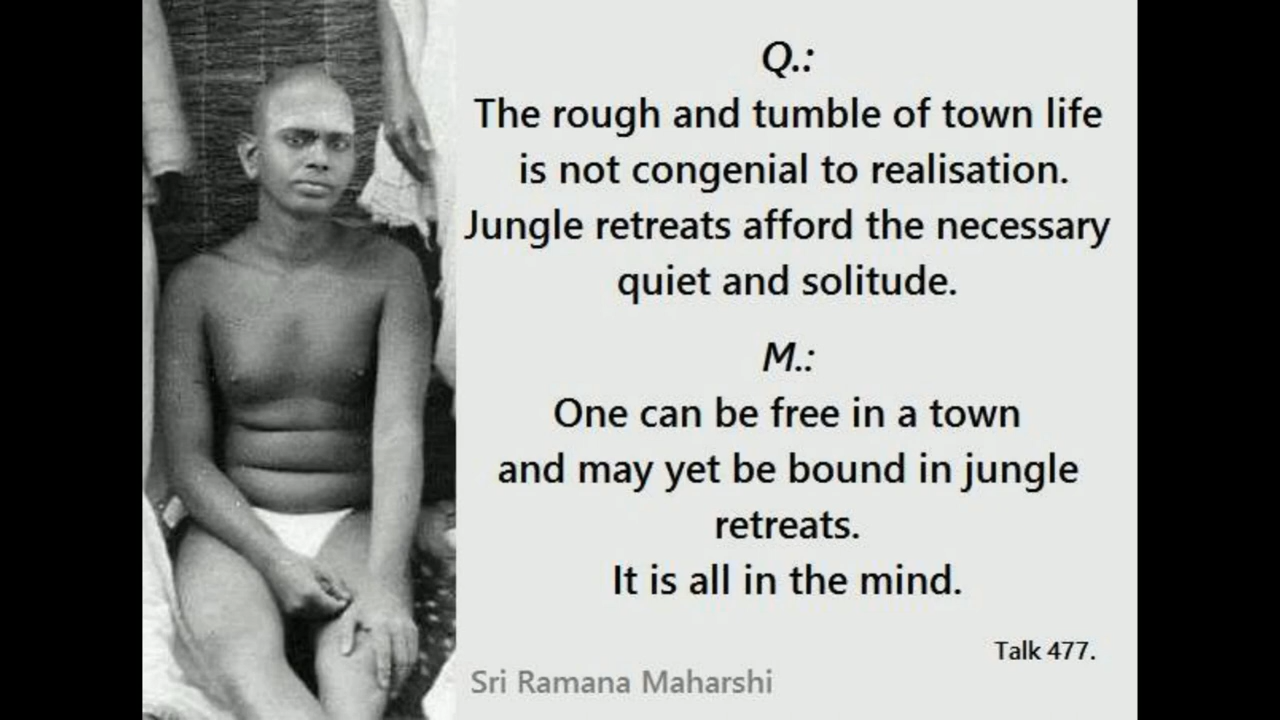 Q.:
The rough and tumble of town life
is not congenial to realisation.
Jungle retreats afford the necessary
quiet and solitude.
M.:
One can be free in a town
and may yet be bound in jungle
retreats.
It is all in the mind.
Talk 477.
Sri Ramana Maharshi